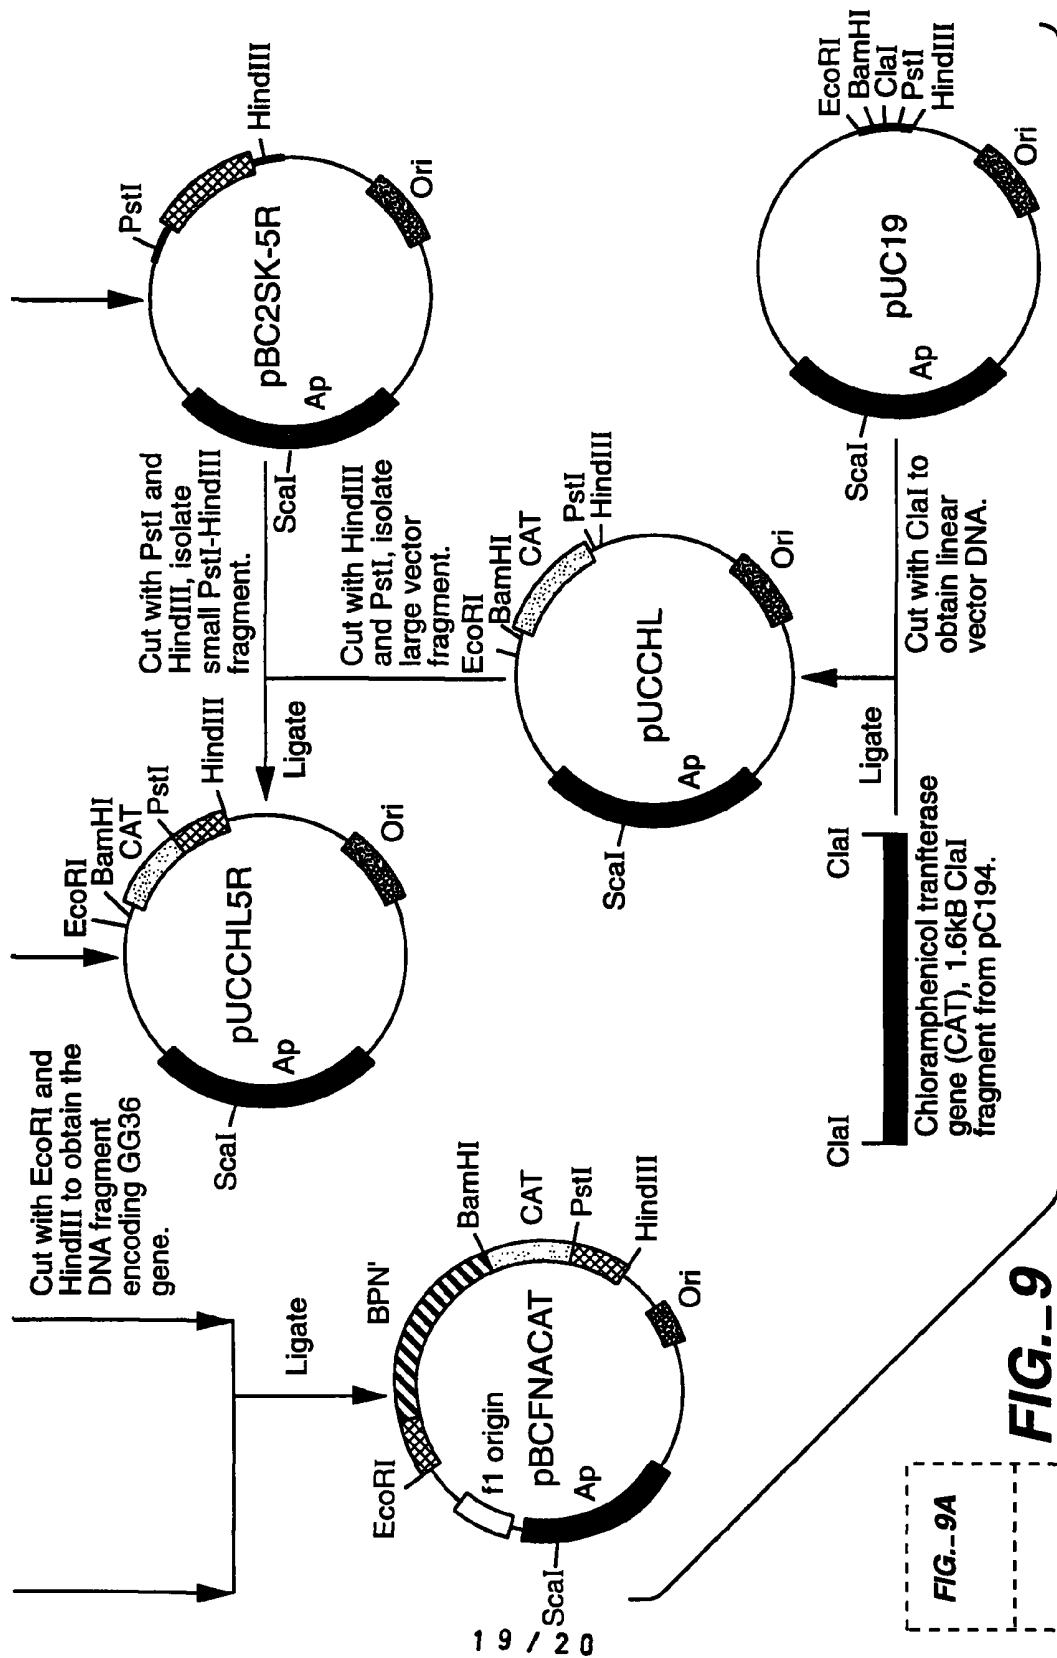 Cut with EcoRI and
HindIII to obtain the
DNA fragment
encoding GG36
gene.
Ligate
EcoRI
BPN'
BamHI
CAT
PstI
HindIII
Ori
f1 origin
pBCFNACAT
Ap
ScaI
EcoRI
BamHI
CAT
PstI
HindIII
pUCCHL5R
Ap
Ori
ScaI
Ligate
Cut with PstI and
HindIII, isolate
small PstI-HindIII
fragment.
Cut with HindIII
and PstI, isolate
large vector
fragment.
PstI
HindIII
pBC2SK-5R
Ap
Ori
ScaI
EcoRI
BamHI
CAT
PstI
HindIII
pUCCHL
Ap
Ori
ScaI
Ligate
Cut with ClaI to
obtain linear
vector DNA.
ClaI
ClaI
Chloramphenicol tranfterase
gene (CAT), 1.6kB ClaI
fragment from pC194.
EcoRI
BamHI
ClaI
PstI
HindIII
pUC19
Ap
Ori
ScaI
FIG._9A
FIG._9
19/20